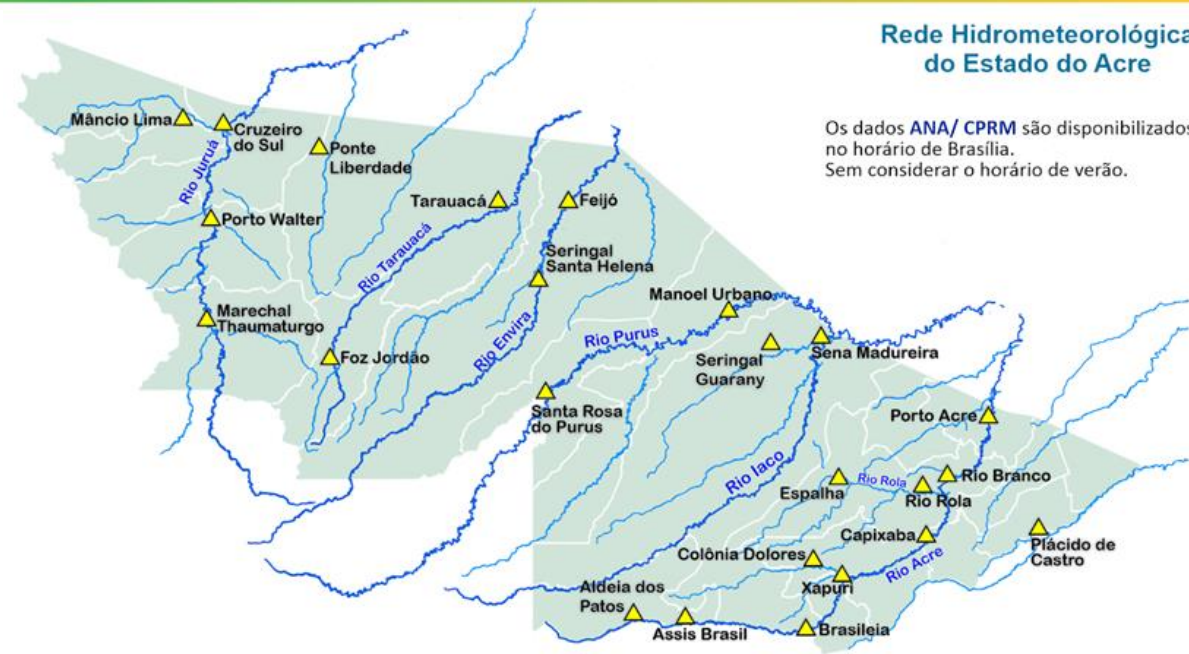 Rede Hidrometeorológica
do Estado do Acre
Os dados ANA/ CPRM são disponibilizados
no horário de Brasília.
Sem considerar o horário de verão.
Mâncio Lima
Cruzeiro
do Sul
Ponte
Liberdade
Rio Juruá
Porto Walter
Tarauacá
Feijó
Rio Tarauacá
Seringal
Santa Helena
Marechal
Thaumaturgo
Foz Jordão
Rio Envira
Manoel Urbano
Rio Purus
Seringal
Guarany
Sena Madureira
Santa Rosa
do Purus
Porto Acre
Rio Iaco
Espalha
Rio Rola
Rio Rola
Rio Branco
Capixaba
Plácido de
Castro
Colônia Dolores
Rio Acre
Xapuri
Aldeia dos
Patos
Assis Brasil
Brasileia